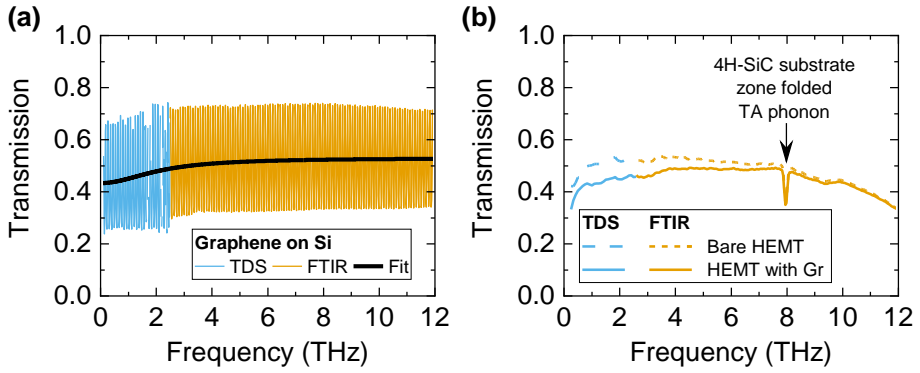 (a)
1.0
0.8
0.6
0.4
0.2
0.0
Transmission
Graphene on Si
TDS FTIR Fit
0 2 4 6 8 10 12
Frequency (THz)
(b)
1.0
0.8
0.6
0.4
0.2
0.0
Transmission
4H-SiC substrate
zone folded
TA phonon
TDS FTIR
Bare HEMT
HEMT with Gr
0 2 4 6 8 10 12
Frequency (THz)